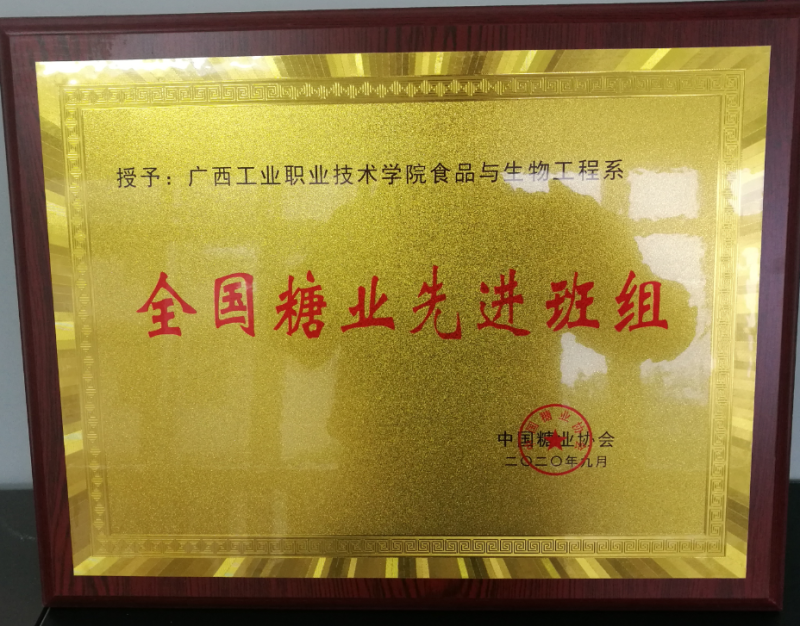 授予：广西工业职业技术学院食品与生物工程系
全国糖业先进班组
中国糖业协会
二〇二〇年九月